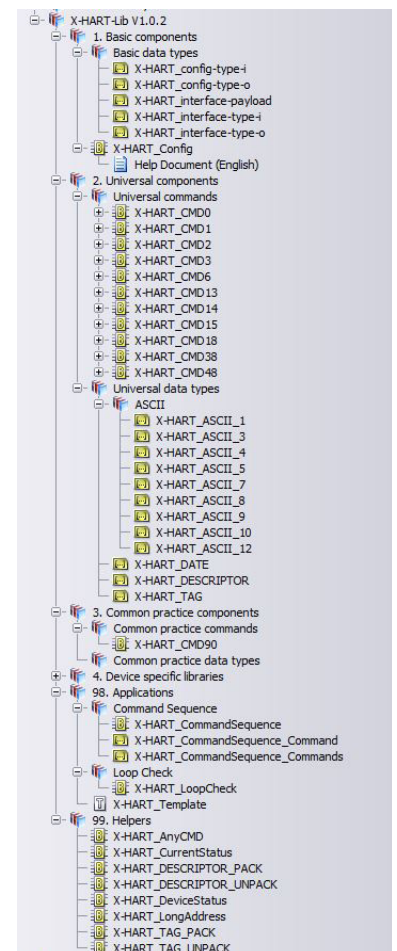 X-HART-Lib V1.0.2
1. Basic components
Basic data types
X-HART_config-type-i
X-HART_config-type-o
X-HART_interface-payload
X-HART_interface-type-i
X-HART_interface-type-o
X-HART_Config
Help Document (English)
2. Universal components
Universal commands
X-HART_CMD0
X-HART_CMD1
X-HART_CMD2
X-HART_CMD3
X-HART_CMD6
X-HART_CMD13
X-HART_CMD14
X-HART_CMD15
X-HART_CMD18
X-HART_CMD38
X-HART_CMD48
Universal data types
ASCII
X-HART_ASCII_1
X-HART_ASCII_3
X-HART_ASCII_4
X-HART_ASCII_5
X-HART_ASCII_7
X-HART_ASCII_8
X-HART_ASCII_9
X-HART_ASCII_10
X-HART_ASCII_12
X-HART_DATE
X-HART_DESCRIPTOR
X-HART_TAG
3. Common practice components
Common practice commands
X-HART_CMD90
Common practice data types
4. Device specific libraries
98. Applications
Command Sequence
X-HART_CommandSequence
X-HART_CommandSequence_Command
X-HART_CommandSequence_Commands
Loop Check
X-HART_LoopCheck
X-HART_Template
99. Helpers
X-HART_AnyCMD
X-HART_CurrentStatus
X-HART_DESCRIPTOR_PACK
X-HART_DESCRIPTOR_UNPACK
X-HART_DeviceStatus
X-HART_LongAddress
X-HART_TAG_PACK
X-HART_TAG_UNPACK